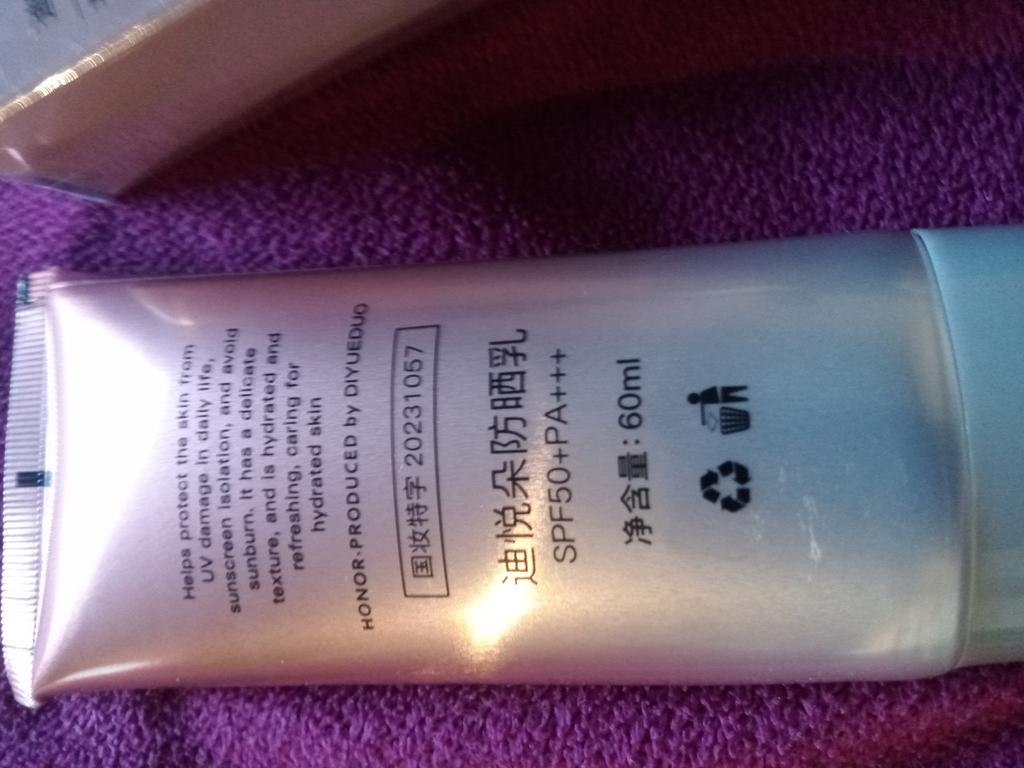 Helps protect the skin from
UV damage in daily life,
sunscreen isolation, and avoid
sunburn. It has a delicate
texture, and is hydrated and
refreshing, caring for
hydrated skin
HONOR·PRODUCED by DIYUEDUO
国妆特字 20231057
迪悦朵防晒乳
SPF50+PA+++
净含量：60ml